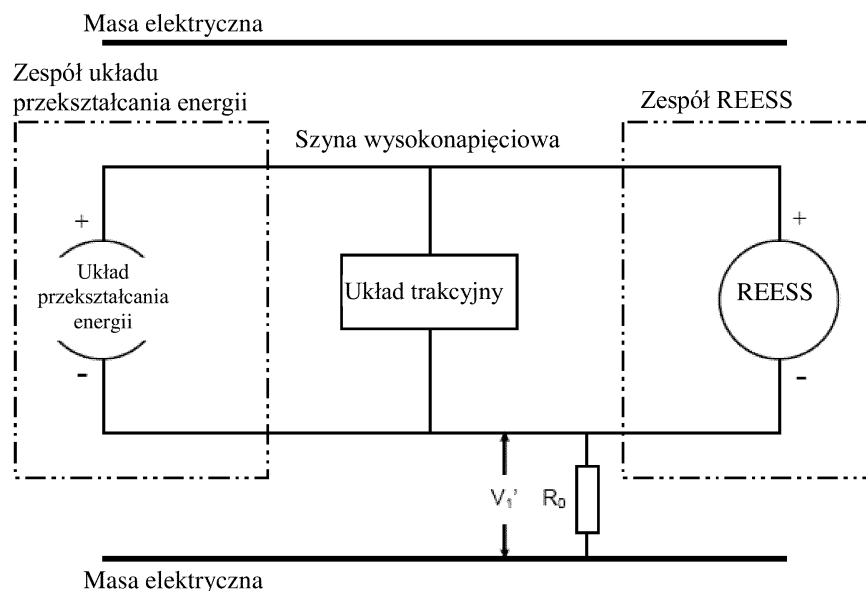 Masa elektryczna
Zespół układu
przekształcania energii
Zespół REESS
Szyna wysokonapięciowa
+
+
Układ
przekształcania
energii
Układ trakcyjny
REESS
-
-
V₁’
R₀
Masa elektryczna